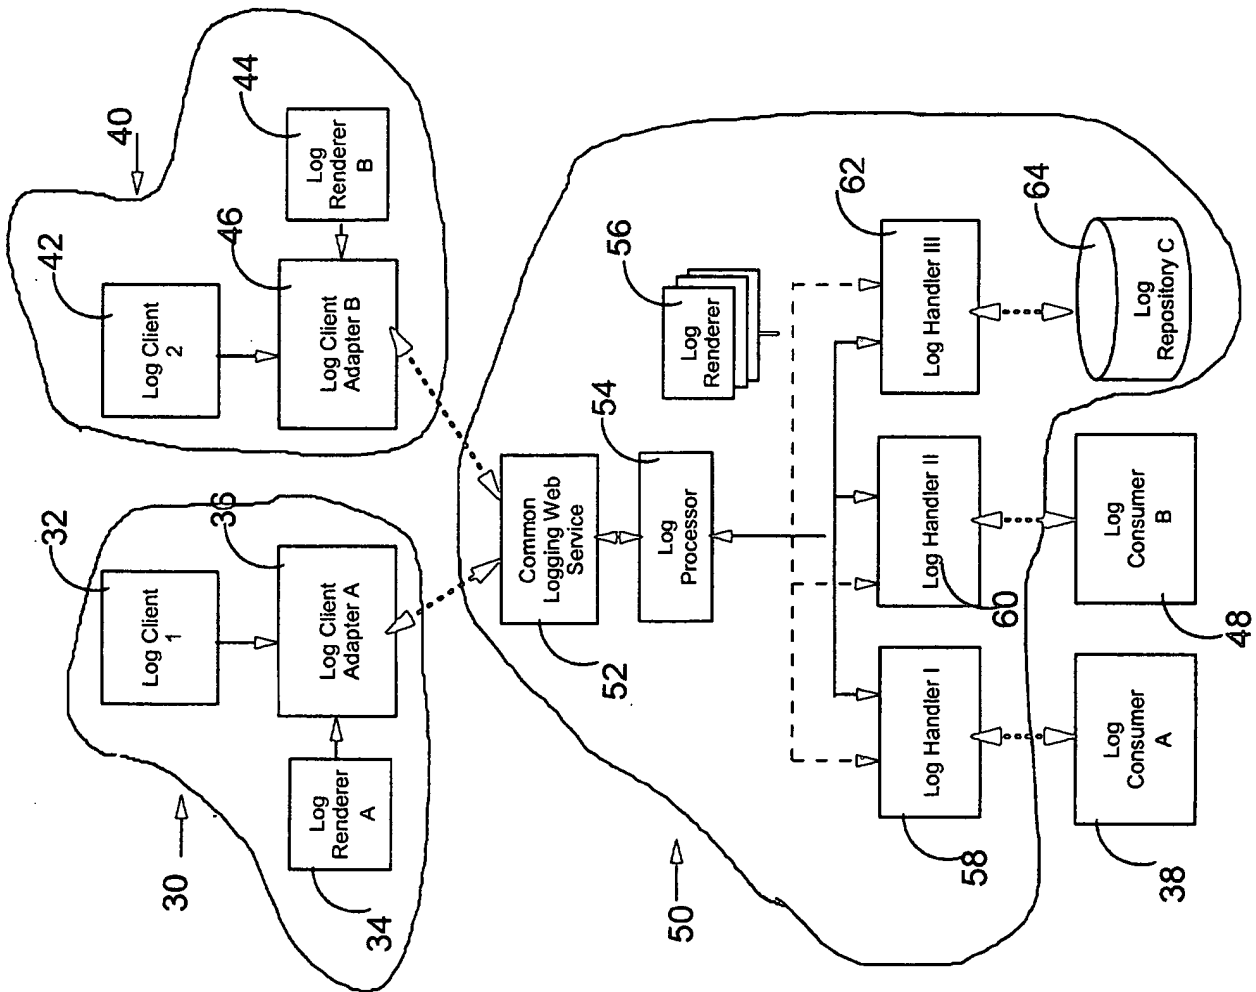 40
42
Log Client
2
46
Log Client
Adapter B
44
Log
Renderer
B
30
32
Log Client
1
36
Log Client
Adapter A
34
Log
Renderer
A
50
52
Common
Logging Web
Service
54
Log
Processor
56
Log
Renderer
58
Log Handler I
60
Log Handler II
62
Log Handler III
38
Log
Consumer
A
48
Log
Consumer
B
64
Log
Repository C